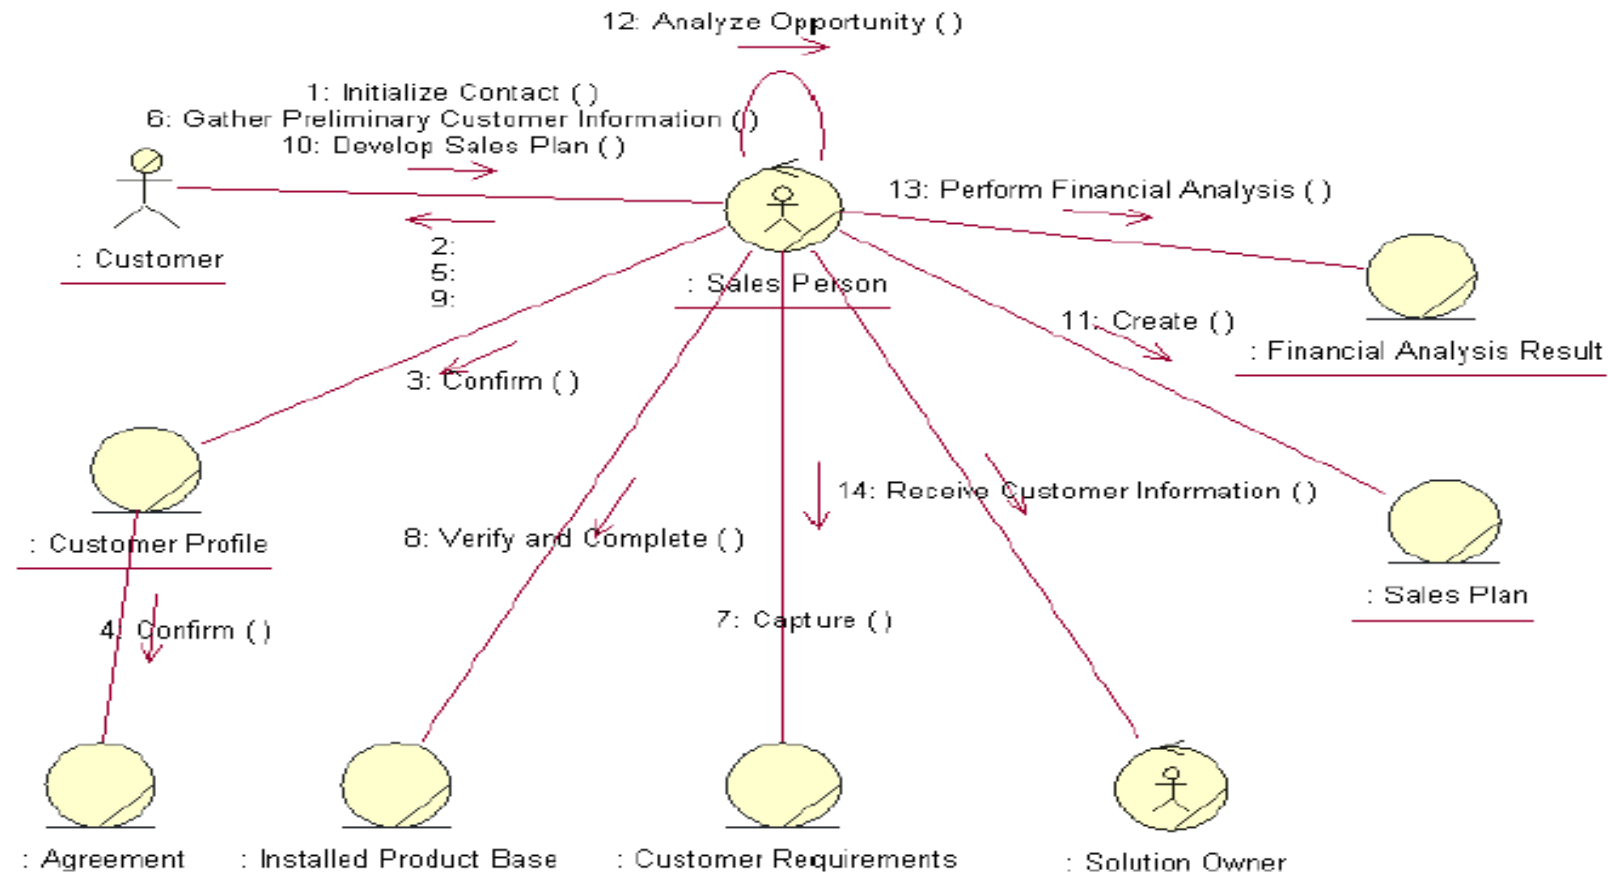 12: Analyze Opportunity ( )
1: Initialize Contact ( )
6: Gather Preliminary Customer Information ( )
10: Develop Sales Plan ( )
13: Perform Financial Analysis ( )
: Customer
2:
5:
9:
: Sales Person
11: Create ( )
: Financial Analysis Result
3: Confirm ( )
14: Receive Customer Information ( )
8: Verify and Complete ( )
: Customer Profile
: Sales Plan
7: Capture ( )
4: Confirm ( )
: Agreement
: Installed Product Base
: Customer Requirements
: Solution Owner